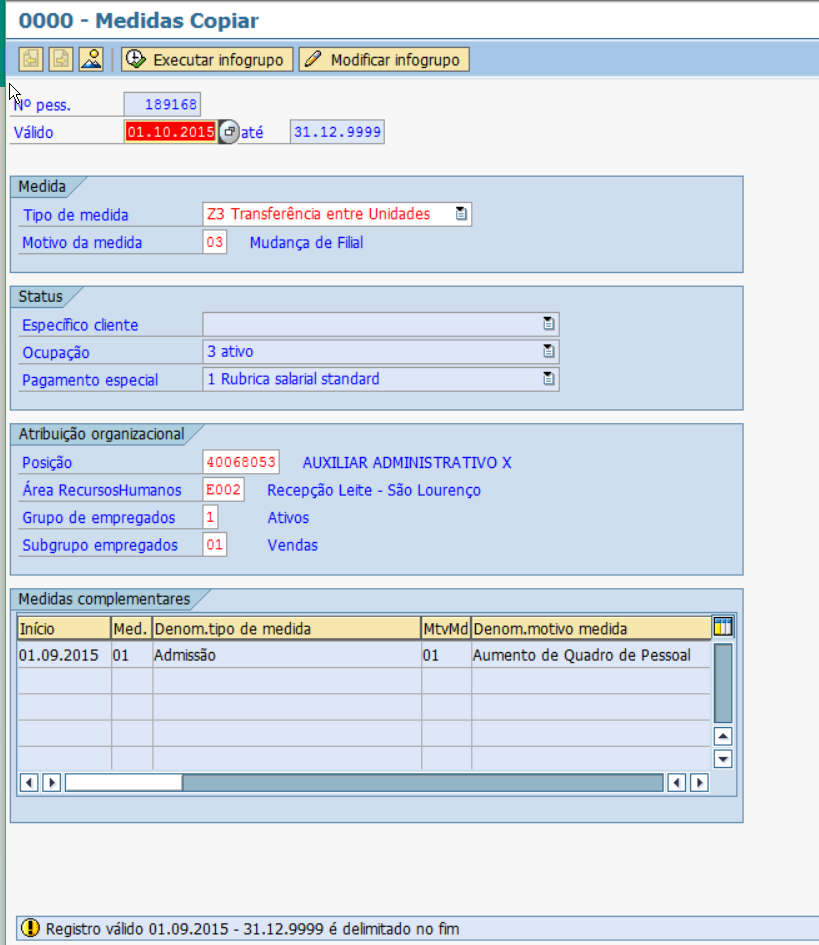 0000 - Medidas Copiar
Executar infogrupo Modificar infogrupo
Nº pess. 189168
Válido 01.10.2015 até 31.12.9999
Medida
Tipo de medida Z3 Transferência entre Unidades
Motivo da medida 03 Mudança de Filial
Status
Específico cliente
Ocupação 3 ativo
Pagamento especial 1 Rubrica salarial standard
Atribuição organizacional
Posição 40068053 AUXILIAR ADMINISTRATIVO X
Área RecursosHumanos E002 Recepção Leite - São Lourenço
Grupo de empregados 1 Ativos
Subgrupo empregados 01 Vendas
Medidas complementares
Início Med. Denom.tipo de medida MtvMd Denom.motivo medida
01.09.2015 01 Admissão 01 Aumento de Quadro de Pessoal
Registro válido 01.09.2015 - 31.12.9999 é delimitado no fim